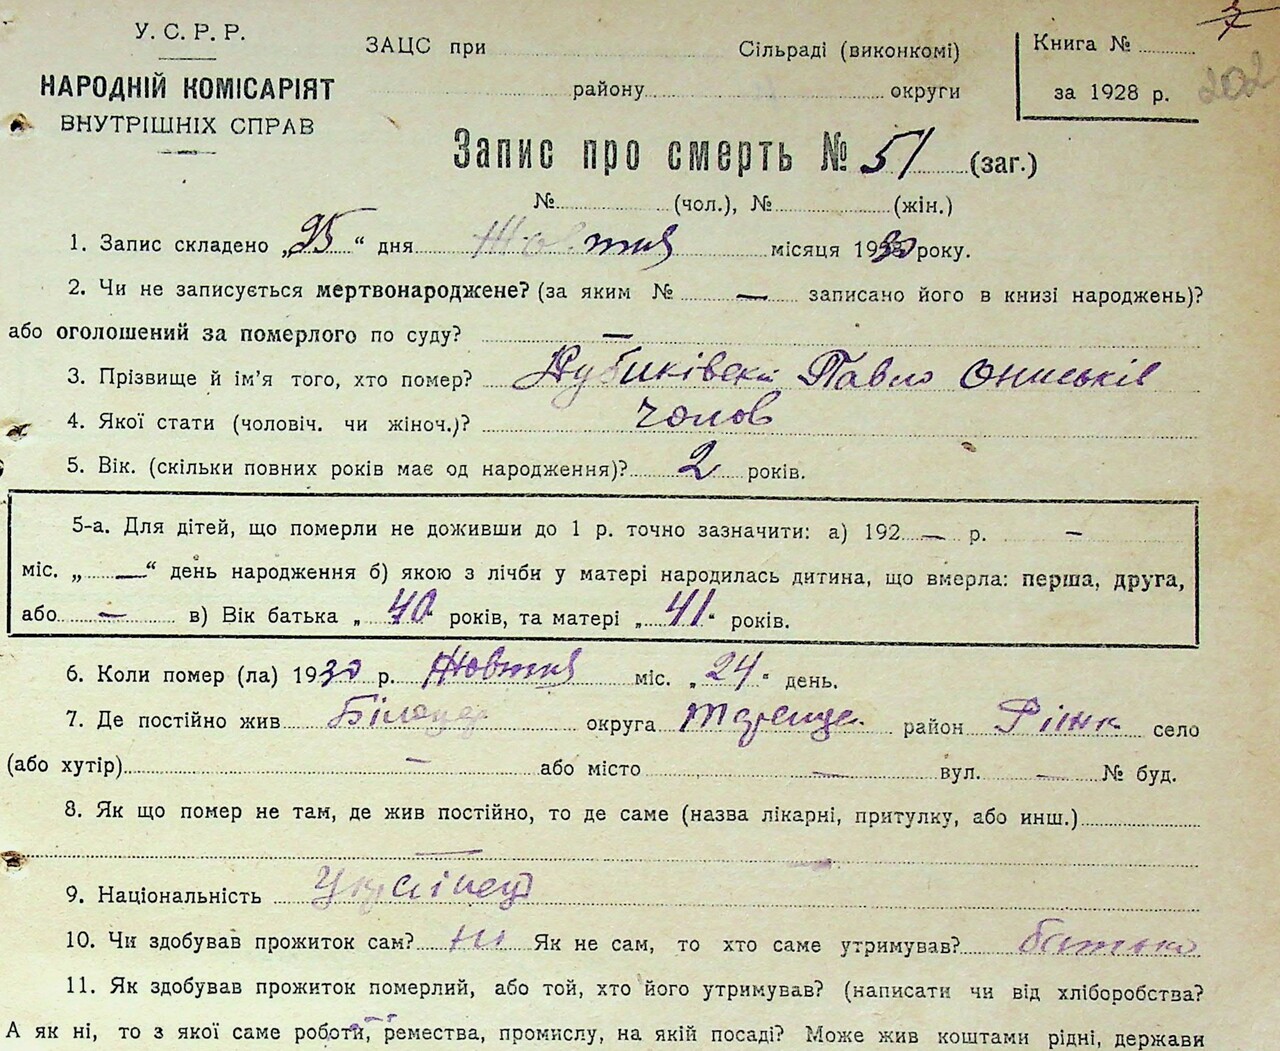 У. С. Р. Р.
НАРОДНІЙ КОМІСАРІЯТ
ВНУТРІШНІХ СПРАВ
ЗАЦС при Сільраді (виконкомі)
району округи
Книга №
за 1928 р.
202
Запис про смерть № 51 (заг.)
№ (чол.), № (жін.)
1. Запис складено „25“ дня Жовтня місяця 1930 року.
2. Чи не записується мертвонароджене? (за яким № — записано його в книзі народжень)?
або оголошений за померлого по суду? —
3. Прізвище й ім'я того, хто помер? Павло Ониськів
4. Якої статі (чоловіч. чи жіноч.)? чолов
5. Вік. (скільки повних років має од народження)? 2 років.
5-а. Для дітей, що померли не доживши до 1 р. точно зазначити: а) 192 — р. —
міс. „ — “ день народження б) якою з лічби у матері народилась дитина, що вмерла: перша, друга,
або — в) Вік батька „ 40 “ років, та матері „ 41 “ років.
6. Коли помер (ла) 1930 р. Жовтня міс. „ 24 “ день.
7. Де постійно жив округа район село
(або хутір) — або місто — вул. — № буд.
8. Як що помер не там, де жив постійно, то де саме (назва лікарні, притулку, або инш.)
—
9. Національність Українец
10. Чи здобував прожиток сам? ні Як не сам, то хто саме утримував? батько
11. Як здобував прожиток померлий, або той, хто його утримував? (написати чи від хліборобства?
А як ні, то з якої саме роботи, ремества, промислу, на якій посаді? Може жив коштами рідні, держави